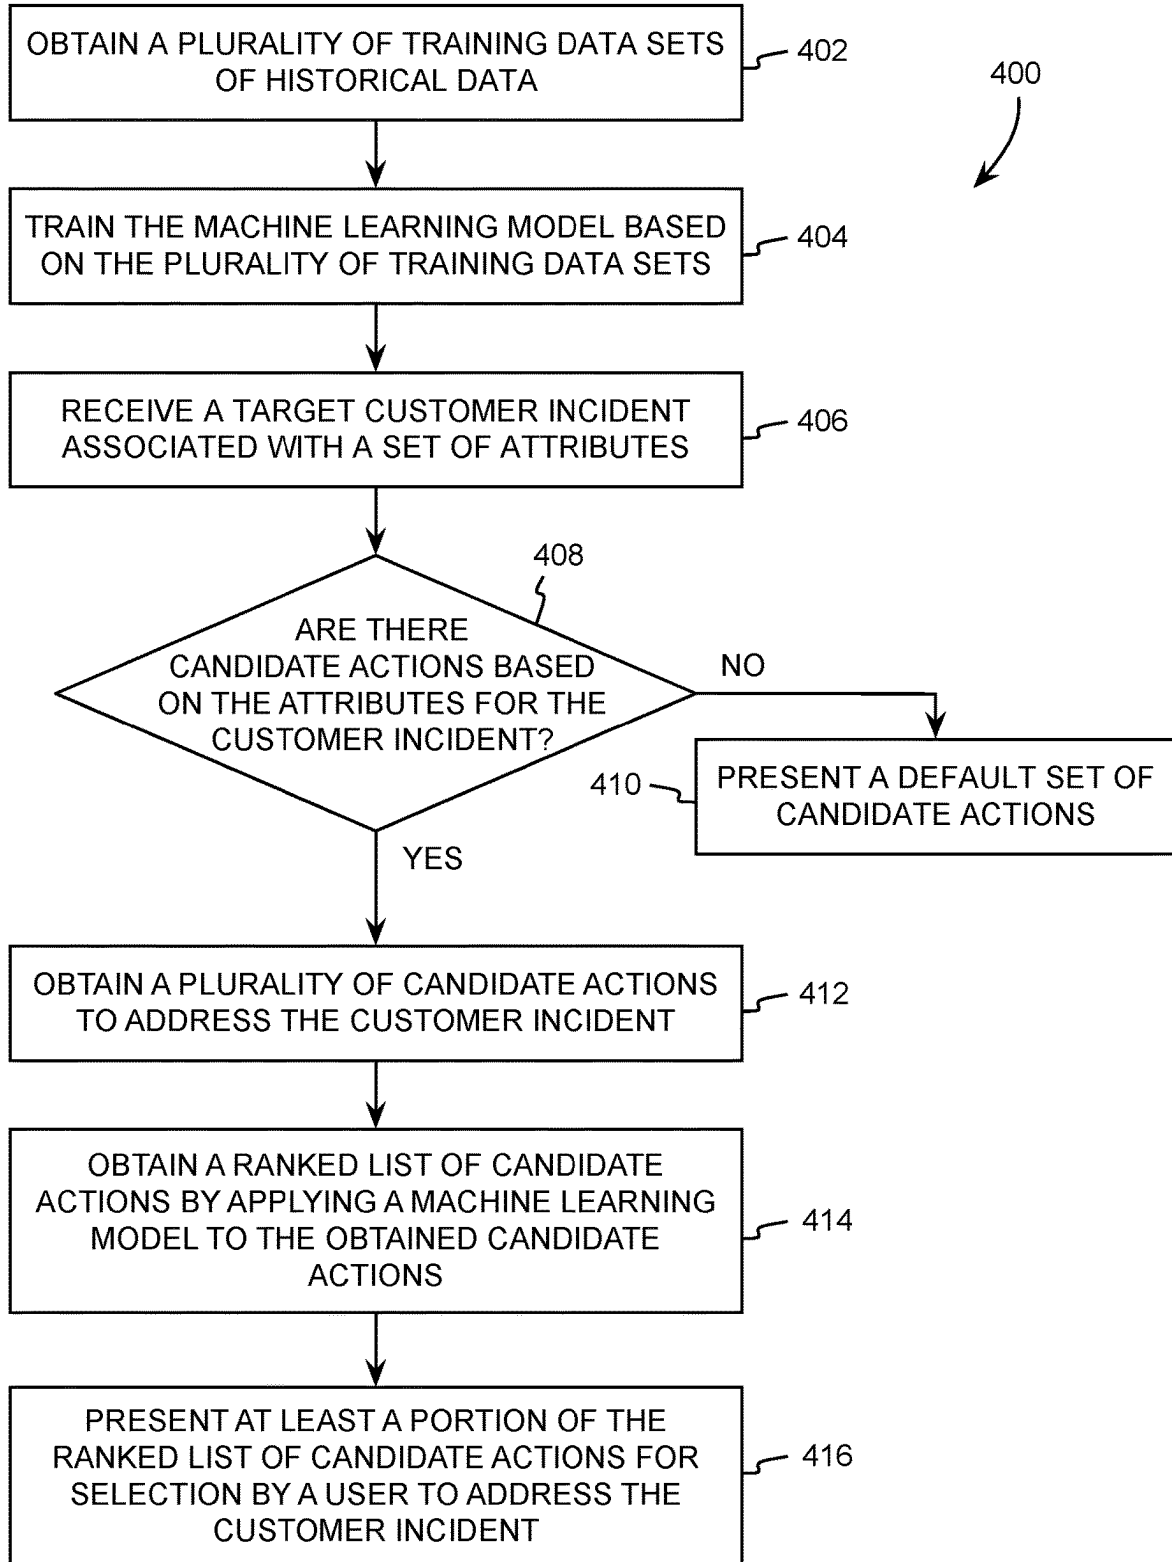 OBTAIN A PLURALITY OF TRAINING DATA SETS
OF HISTORICAL DATA
402
400
TRAIN THE MACHINE LEARNING MODEL BASED
ON THE PLURALITY OF TRAINING DATA SETS
404
RECEIVE A TARGET CUSTOMER INCIDENT
ASSOCIATED WITH A SET OF ATTRIBUTES
406
408
ARE THERE
CANDIDATE ACTIONS BASED
ON THE ATTRIBUTES FOR THE
CUSTOMER INCIDENT?
NO
410
PRESENT A DEFAULT SET OF
CANDIDATE ACTIONS
YES
OBTAIN A PLURALITY OF CANDIDATE ACTIONS
TO ADDRESS THE CUSTOMER INCIDENT
412
OBTAIN A RANKED LIST OF CANDIDATE
ACTIONS BY APPLYING A MACHINE LEARNING
MODEL TO THE OBTAINED CANDIDATE
ACTIONS
414
PRESENT AT LEAST A PORTION OF THE
RANKED LIST OF CANDIDATE ACTIONS FOR
SELECTION BY A USER TO ADDRESS THE
CUSTOMER INCIDENT
416